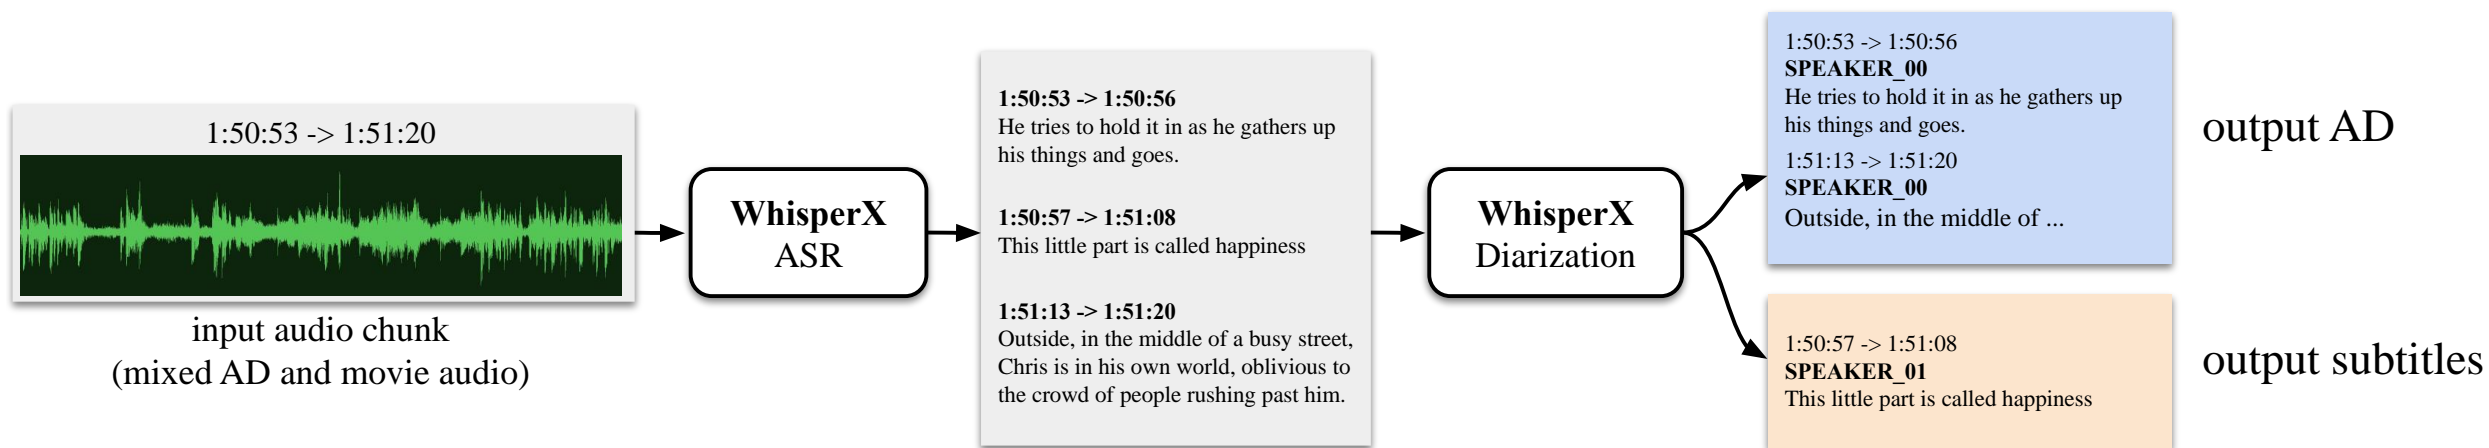 1:50:53 -> 1:51:20
input audio chunk
(mixed AD and movie audio)
WhisperX
ASR
1:50:53 -> 1:50:56
He tries to hold it in as he gathers up
his things and goes.
1:50:57 -> 1:51:08
This little part is called happiness
1:51:13 -> 1:51:20
Outside, in the middle of a busy street,
Chris is in his own world, oblivious to
the crowd of people rushing past him.
WhisperX
Diarization
1:50:53 -> 1:50:56
SPEAKER_00
He tries to hold it in as he gathers up
his things and goes.
1:51:13 -> 1:51:20
SPEAKER_00
Outside, in the middle of ...
output AD
1:50:57 -> 1:51:08
SPEAKER_01
This little part is called happiness
output subtitles